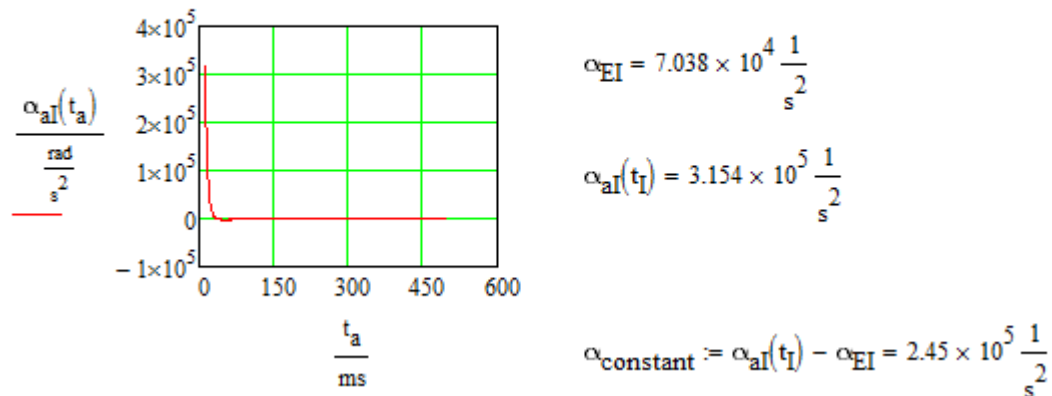 α_aI(t_a)
rad
s^2
4×10^5
3×10^5
2×10^5
1×10^5
0
−1×10^5
0 150 300 450 600
t_a
ms
α_EI = 7.038 × 10^4 1/s^2
α_aI(t_I) = 3.154 × 10^5 1/s^2
α_constant := α_aI(t_I) − α_EI = 2.45 × 10^5 1/s^2